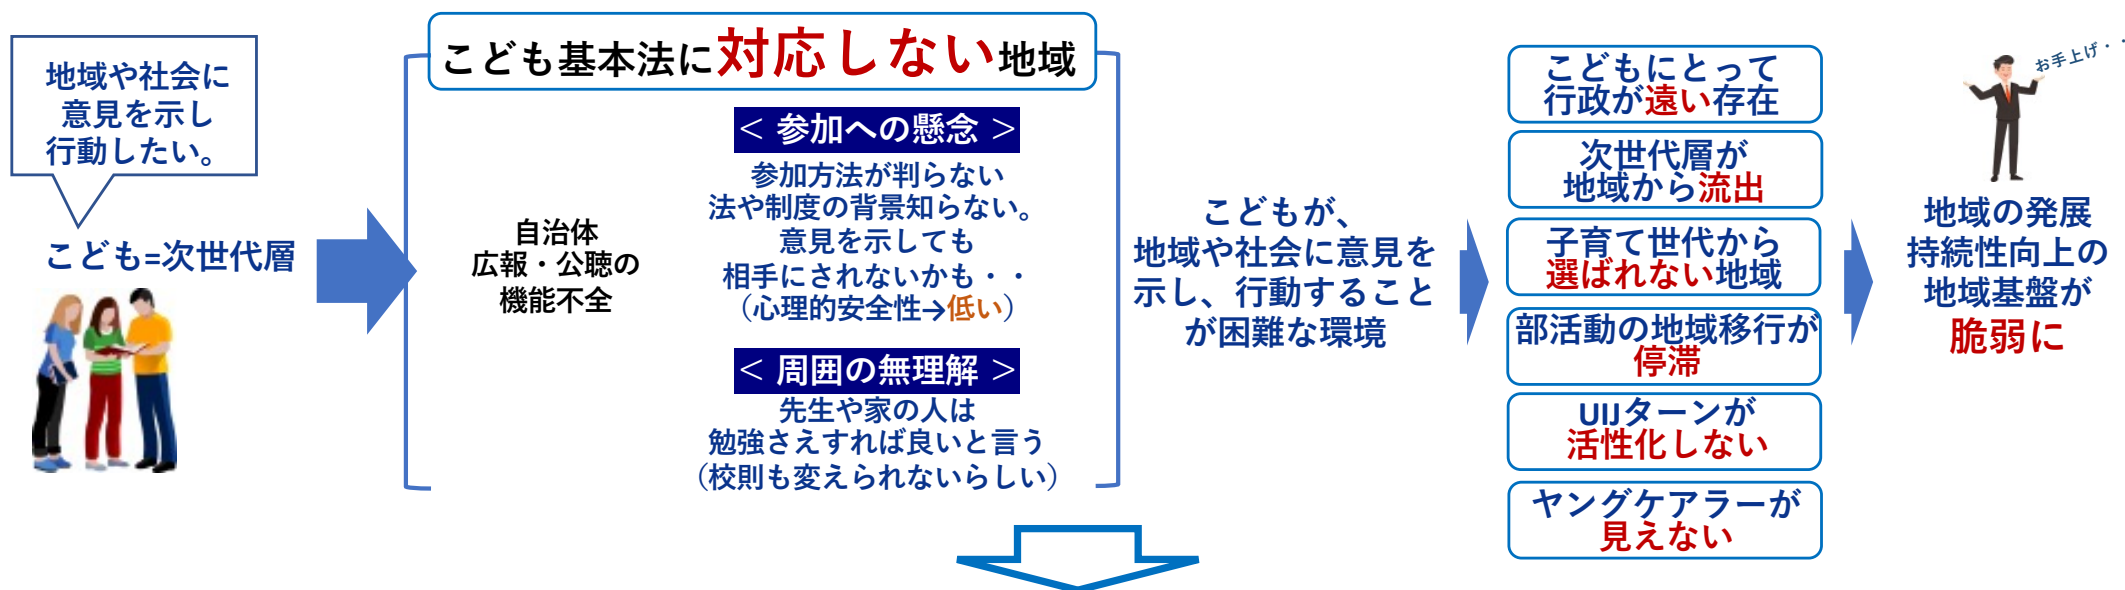 地域や社会に
意見を示し
行動したい。
こども=次世代層
こども基本法に対応しない地域
自治体
広報・公聴の
機能不全
＜ 参加への懸念 ＞
参加方法が判らない
法や制度の背景知らない。
意見を示しても
相手にされないかも・・
（心理的安全性→低い）
＜ 周囲の無理解 ＞
先生や家の人は
勉強さえすれば良いと言う
（校則も変えられないらしい）
こどもが、
地域や社会に意見を
示し、行動すること
が困難な環境
こどもにとって
行政が遠い存在
次世代層が
地域から流出
子育て世代から
選ばれない地域
部活動の地域移行が
停滞
UIJターンが
活性化しない
ヤングケアラーが
見えない
お手上げ・・
地域の発展
持続性向上の
地域基盤が
脆弱に